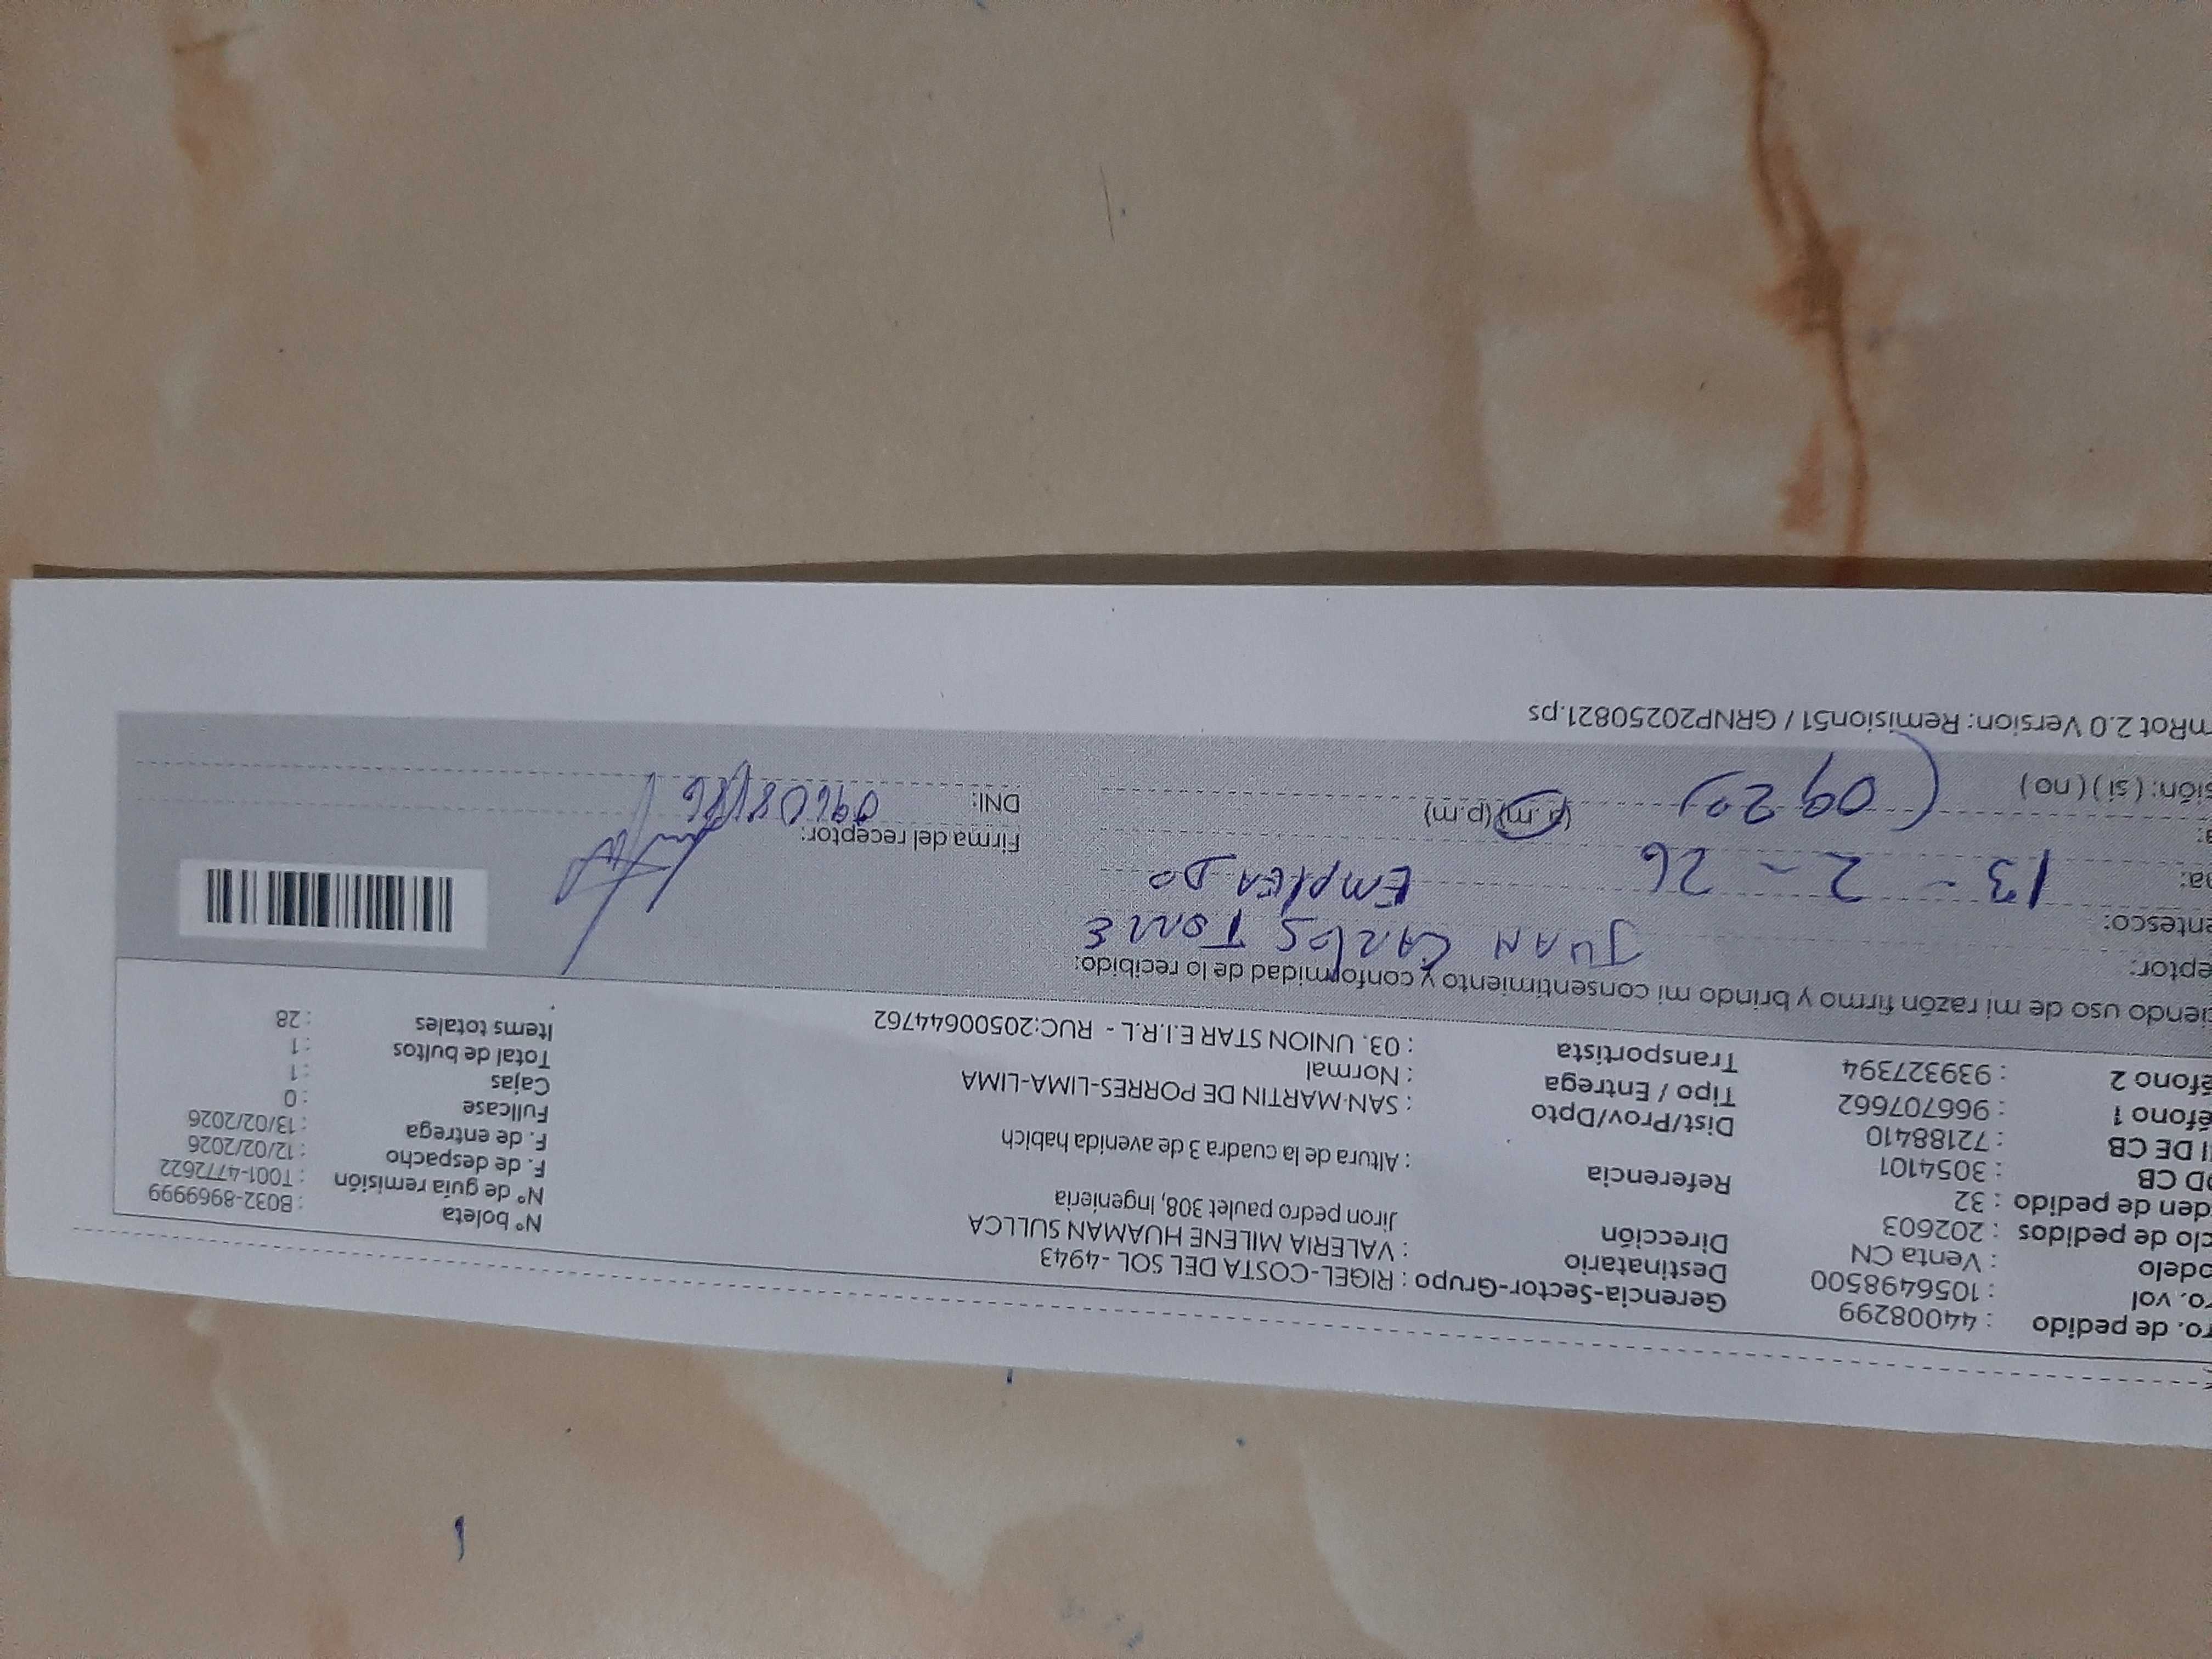 ro. de pedido : 44008299
ro. vol : 1056498500
odelo : Venta CN
clo de pedidos : 202603
den de pedido : 32
OD CB : 3054101
I DE CB : 72188410
éfono 1 : 966707662
éfono 2 : 939327394
Gerencia-Sector-Grupo : RIGEL-COSTA DEL SOL - 4943
Destinatario : VALERIA MILENE HUAMAN SULLCA
Dirección Jiron pedro paulet 308, Ingenieria
Referencia : Altura de la cuadra 3 de avenida habich
Dist/Prov/Dpto : SAN MARTIN DE PORRES-LIMA-LIMA
Tipo / Entrega : Normal
Transportista : 03. UNION STAR E.I.R.L - RUC:20500644762
N° boleta : B032-8969999
N° de guia remisión : T001-4772622
F. de despacho : 12/02/2026
F. de entrega : 13/02/2026
Fullcase : 0
Cajas : 1
Total de bultos : 1
Items totales : 28
iendo uso de mi razón firmo y brindo mi consentimiento y conformidad de lo recibido:
eptor: JUAN CARLOS TORRE
entesco: EMPLEADO
a: 13 - 2 - 26
a: (0920) (a.m) (p.m)
sión: ( sí ) ( no )
Firma del receptor:
DNI:
mRot 2.0 Version: Remision51 / GRNP20250821.ps